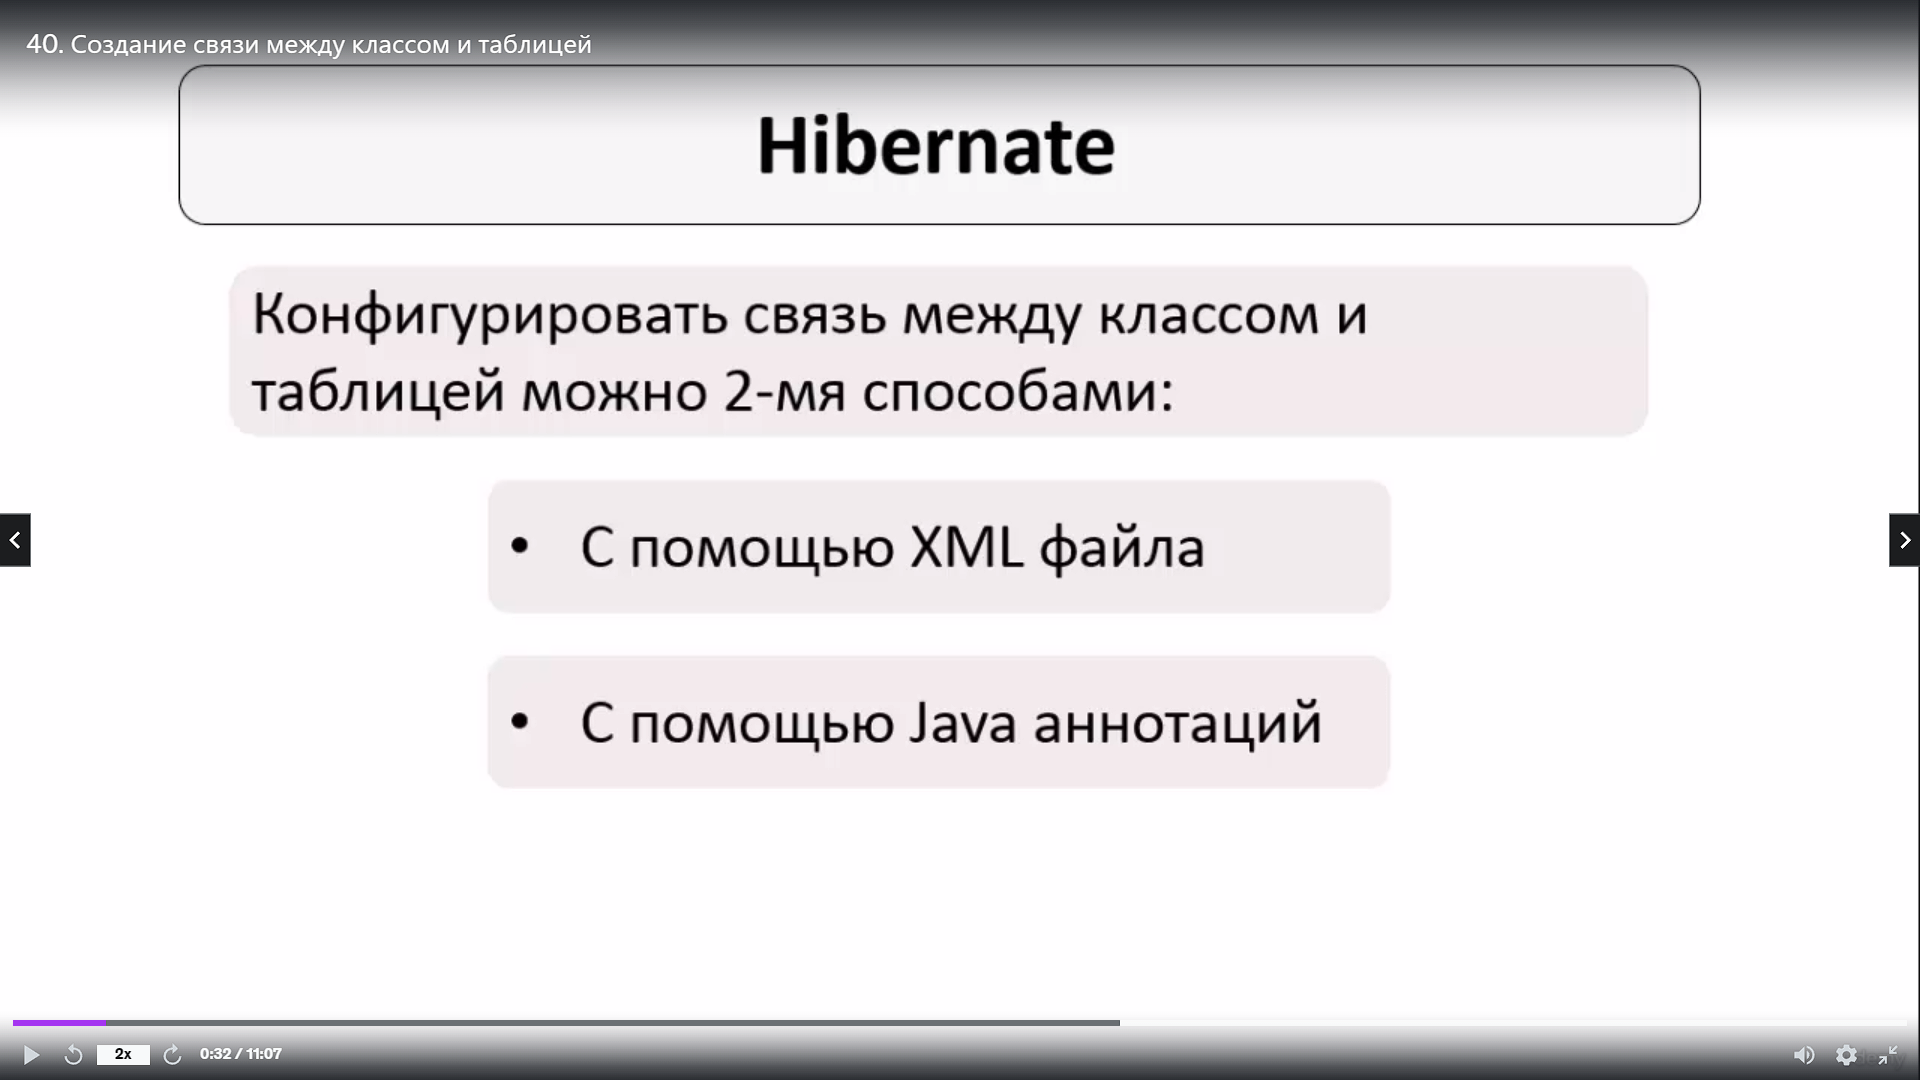 40. Создание связи между классом и таблицей
Hibernate
Конфигурировать связь между классом и
таблицей можно 2-мя способами:
• С помощью XML файла
• С помощью Java аннотаций
2x
0:32 / 11:07